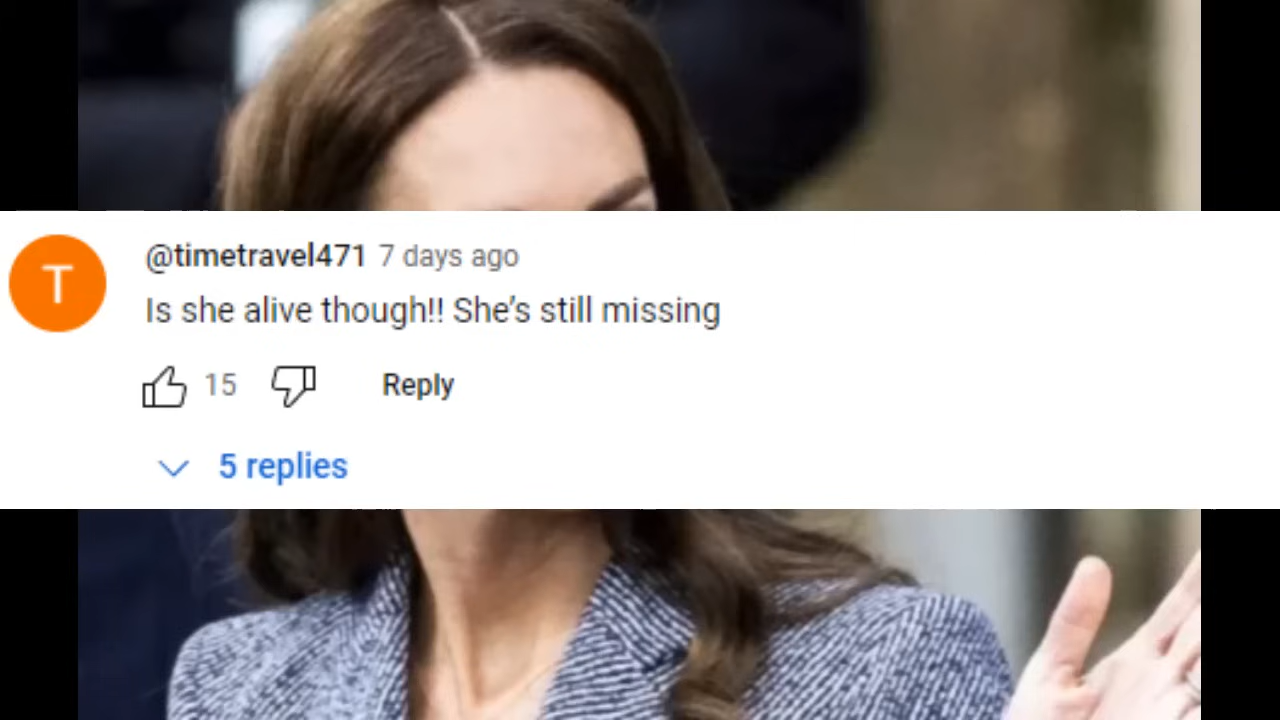 T
@timetravel471 7 days ago
Is she alive though!! She's still missing
15 Reply
5 replies